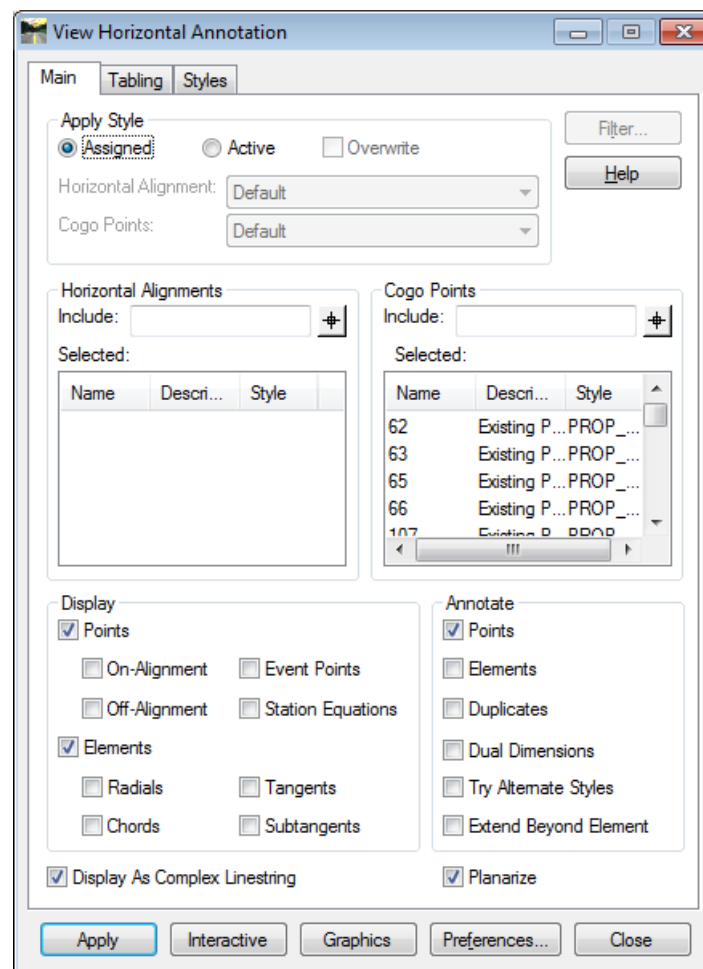 View Horizontal Annotation
Main Tabling Styles
Apply Style
Assigned Active Overwrite
Filter...
Help
Horizontal Alignment: Default
Cogo Points: Default
Horizontal Alignments
Include:
Selected:
Name Descri... Style
Cogo Points
Include:
Selected:
Name Descri... Style
62 Existing P... PROP_...
63 Existing P... PROP_...
65 Existing P... PROP_...
66 Existing P... PROP_...
107 Existing P... PROP_...
Display
Points
On-Alignment Event Points
Off-Alignment Station Equations
Elements
Radials Tangents
Chords Subtangents
Annotate
Points
Elements
Duplicates
Dual Dimensions
Try Alternate Styles
Extend Beyond Element
Display As Complex Linestring
Planarize
Apply Interactive Graphics Preferences... Close